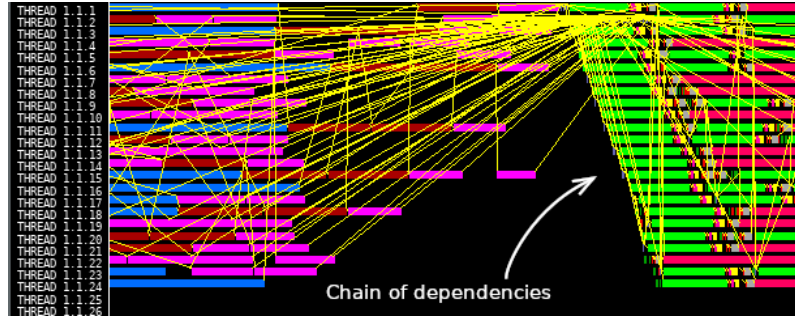 THREAD 1.1.1
THREAD 1.1.2
THREAD 1.1.3
THREAD 1.1.4
THREAD 1.1.5
THREAD 1.1.6
THREAD 1.1.7
THREAD 1.1.8
THREAD 1.1.9
THREAD 1.1.10
THREAD 1.1.11
THREAD 1.1.12
THREAD 1.1.13
THREAD 1.1.14
THREAD 1.1.15
THREAD 1.1.16
THREAD 1.1.17
THREAD 1.1.18
THREAD 1.1.19
THREAD 1.1.20
THREAD 1.1.21
THREAD 1.1.22
THREAD 1.1.23
THREAD 1.1.24
THREAD 1.1.25
THREAD 1.1.26
Chain of dependencies